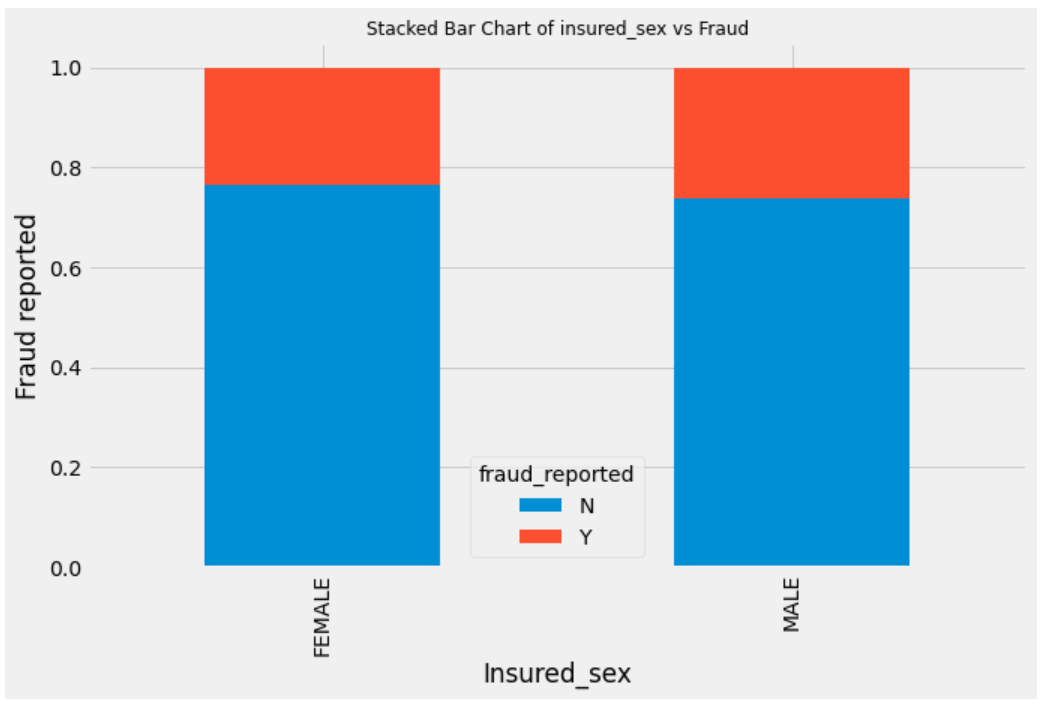 Stacked Bar Chart of insured_sex vs Fraud
1.0
0.8
0.6
0.4
0.2
0.0
Fraud reported
fraud_reported
N
Y
FEMALE
MALE
Insured_sex